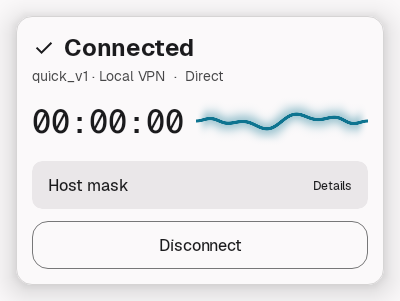 Connected
quick_v1 · Local VPN · Direct
00:00:00
Host mask Details
Disconnect